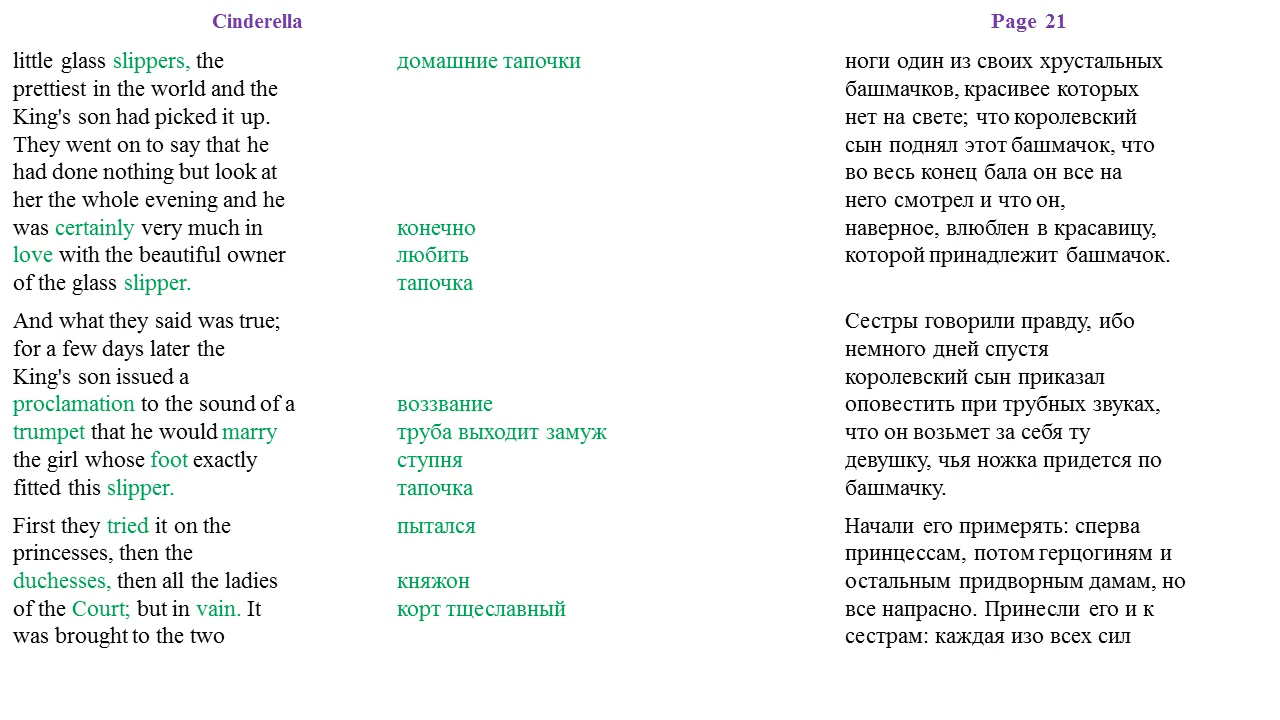 Cinderella
Page 21
little glass slippers, the
prettiest in the world and the
King's son had picked it up.
They went on to say that he
had done nothing but look at
her the whole evening and he
was certainly very much in
love with the beautiful owner
of the glass slipper.
домашние тапочки
конечно
любить
тапочка
ноги один из своих хрустальных
башмачков, красивее которых
нет на свете; что королевский
сын поднял этот башмачок, что
во весь конец бала он все на
него смотрел и что он,
наверное, влюблен в красавицу,
которой принадлежит башмачок.
And what they said was true;
for a few days later the
King's son issued a
proclamation to the sound of a
trumpet that he would marry
the girl whose foot exactly
fitted this slipper.
воззвание
труба выходит замуж
ступня
тапочка
Сестры говорили правду, ибо
немного дней спустя
королевский сын приказал
оповестить при трубных звуках,
что он возьмет за себя ту
девушку, чья ножка придется по
башмачку.
First they tried it on the
princesses, then the
duchesses, then all the ladies
of the Court; but in vain. It
was brought to the two
пытался
княжон
корт тщеславный
Начали его примерять: сперва
принцессам, потом герцогиням и
остальным придворным дамам, но
все напрасно. Принесли его и к
сестрам: каждая изо всех сил